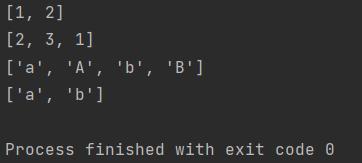 [1, 2]
[2, 3, 1]
['a', 'A', 'b', 'B']
['a', 'b']
Process finished with exit code 0